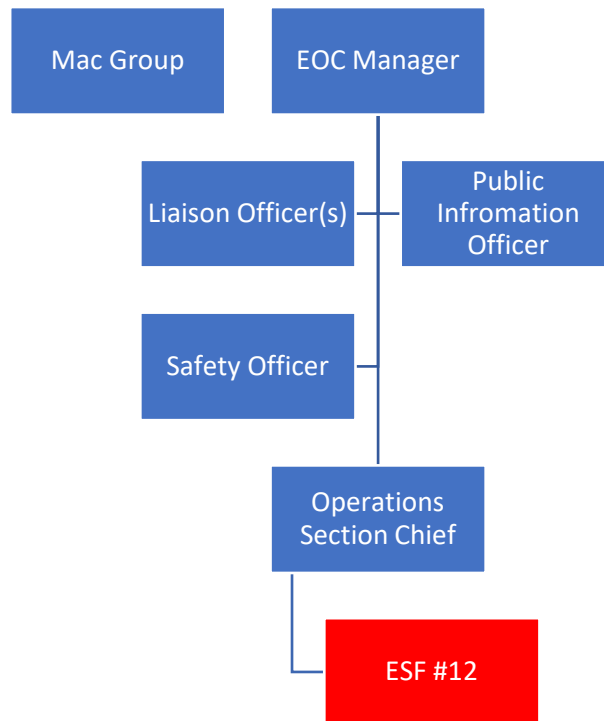 Mac Group
EOC Manager
Liaison Officer(s)
Public
Infromation
Officer
Safety Officer
Operations
Section Chief
ESF #12